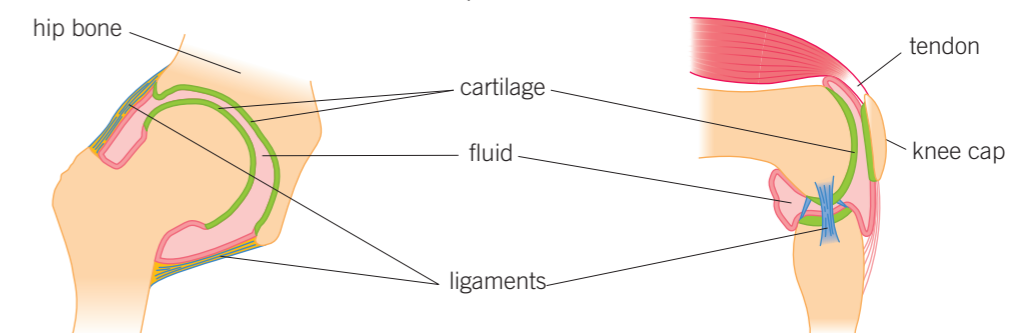 hip bone
tendon
cartilage
fluid
knee cap
ligaments